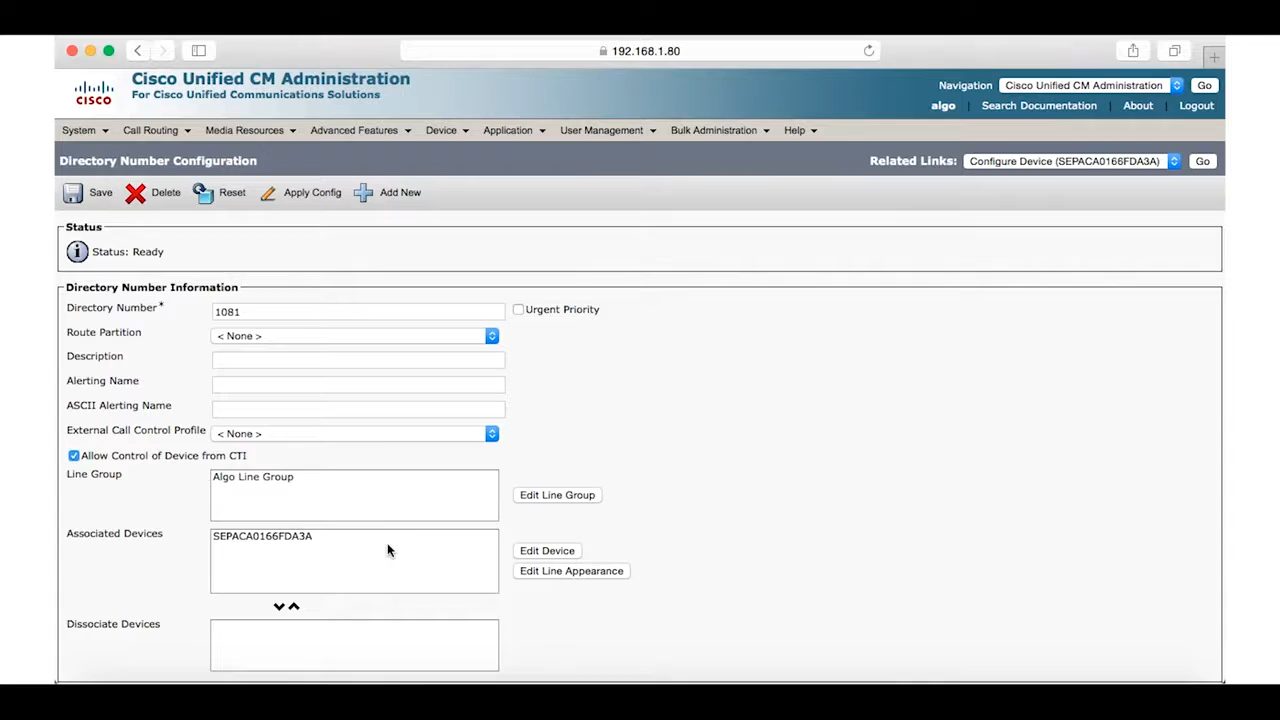 192.168.1.80
CISCO
Cisco Unified CM Administration
For Cisco Unified Communications Solutions
Navigation Cisco Unified CM Administration Go
algo Search Documentation About Logout
System Call Routing Media Resources Advanced Features Device Application User Management Bulk Administration Help
Directory Number Configuration
Related Links: Configure Device (SEPACA0166FDA3A) Go
Save Delete Reset Apply Config Add New
Status
Status: Ready
Directory Number Information
Directory Number* 1081 Urgent Priority
Route Partition < None >
Description
Alerting Name
ASCII Alerting Name
External Call Control Profile < None >
Allow Control of Device from CTI
Line Group Algo Line Group
Edit Line Group
Associated Devices SEPACA0166FDA3A
Edit Device
Edit Line Appearance
Dissociate Devices